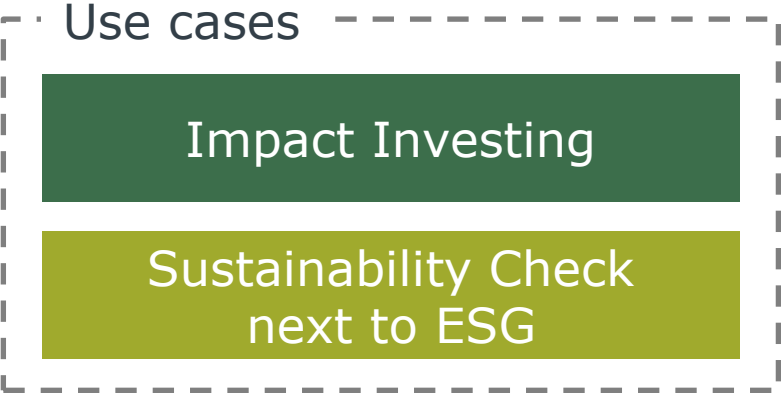 Use cases
Impact Investing
Sustainability Check
next to ESG